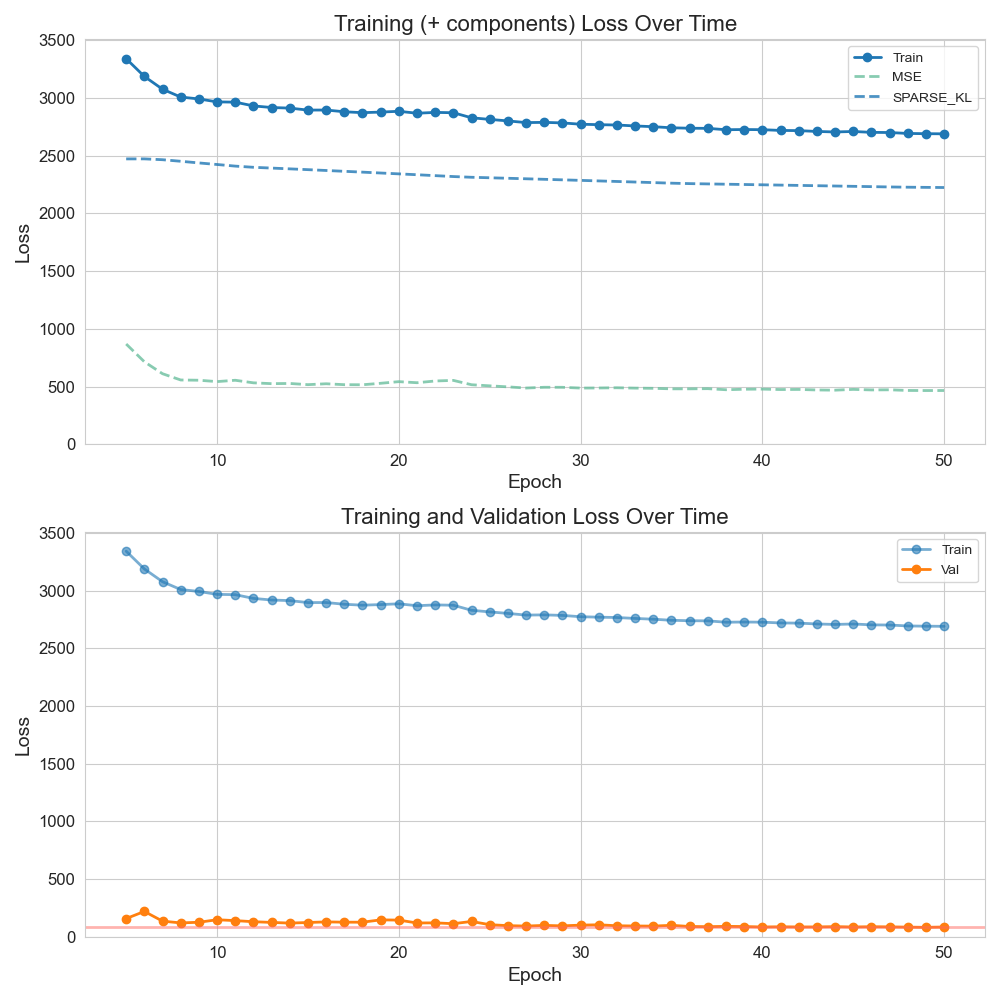 Training (+ components) Loss Over Time
3500
3000
2500
2000
1500
1000
500
0
Loss
Train
MSE
SPARSE_KL
10 20 30 40 50
Epoch
Training and Validation Loss Over Time
3500
3000
2500
2000
1500
1000
500
0
Loss
Train
Val
10 20 30 40 50
Epoch